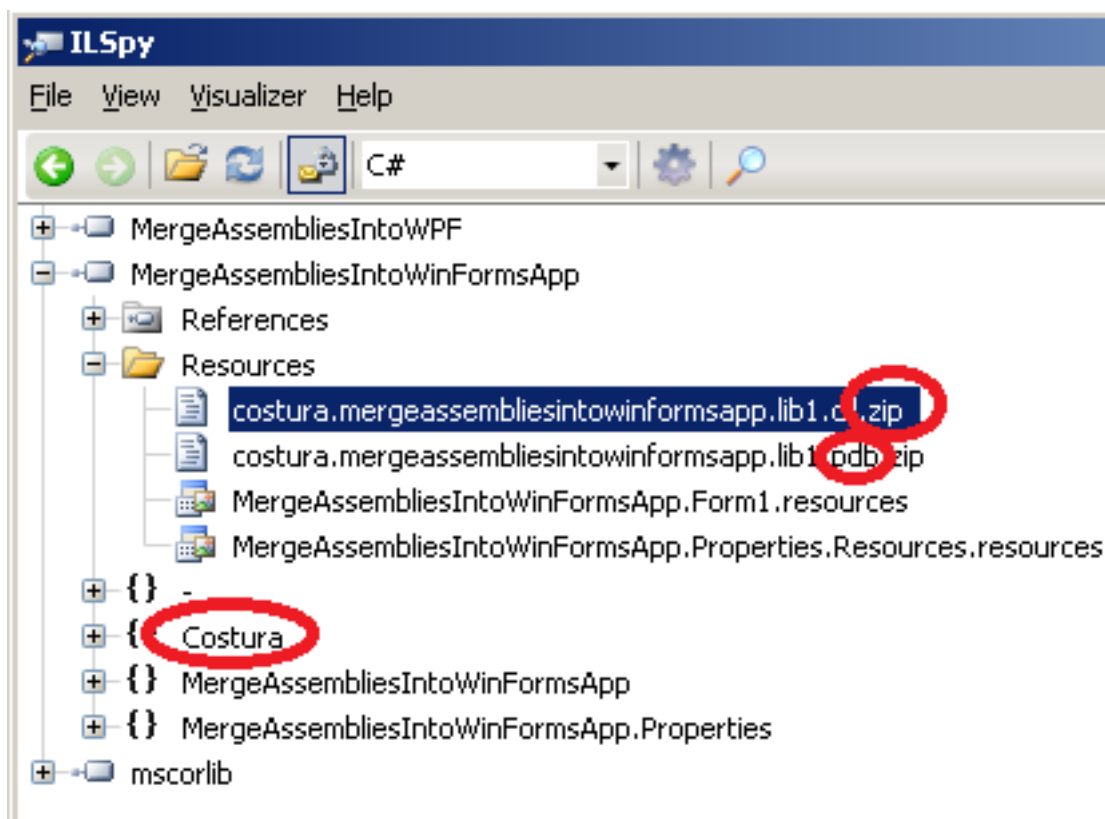 ILSpy
File View Visualizer Help
C#
MergeAssembliesIntoWPF
MergeAssembliesIntoWinFormsApp
References
Resources
costura.mergeassembliesintowinformsapp.lib1.zip
costura.mergeassembliesintowinformsapp.lib1.pdb.zip
MergeAssembliesIntoWinFormsApp.Form1.resources
MergeAssembliesIntoWinFormsApp.Properties.Resources.resources
{} -
{} Costura
{} MergeAssembliesIntoWinFormsApp
{} MergeAssembliesIntoWinFormsApp.Properties
mscorlib